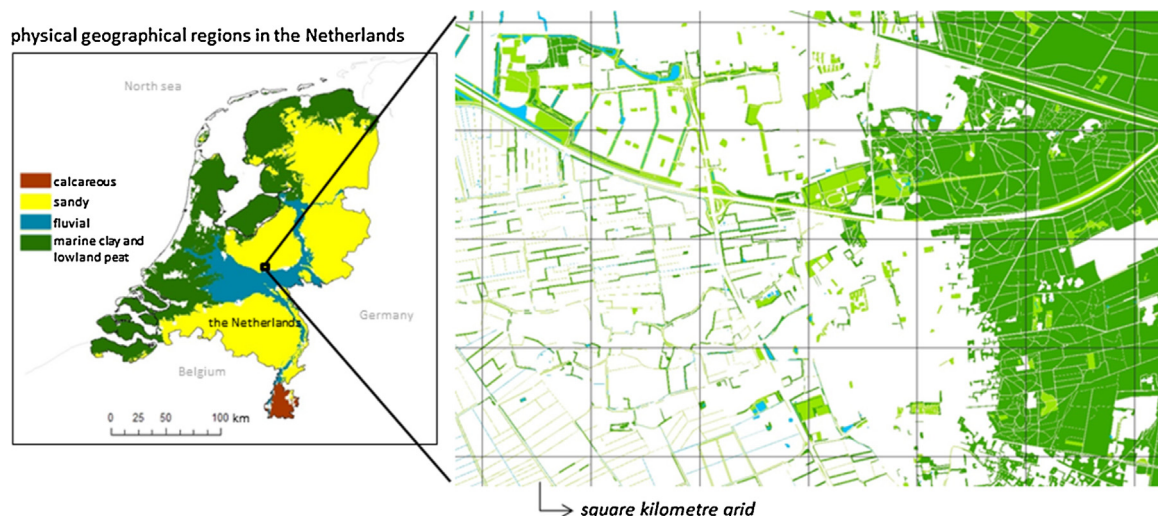 physical geographical regions in the Netherlands
North sea
calcareous
sandy
fluvial
marine clay and
lowland peat
the Netherlands
Germany
Belgium
0 25 50 100 km
square kilometre grid